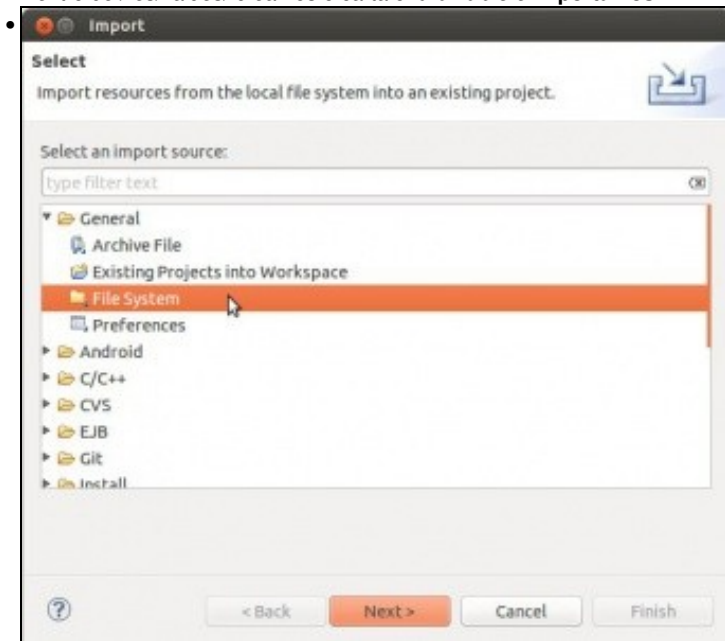 Import
Select
Import resources from the local file system into an existing project.
Select an import source:
type filter text
General
Archive File
Existing Projects into Workspace
File System
Preferences
Android
C/C++
CVS
EJB
Git
Install
?
< Back
Next >
Cancel
Finish